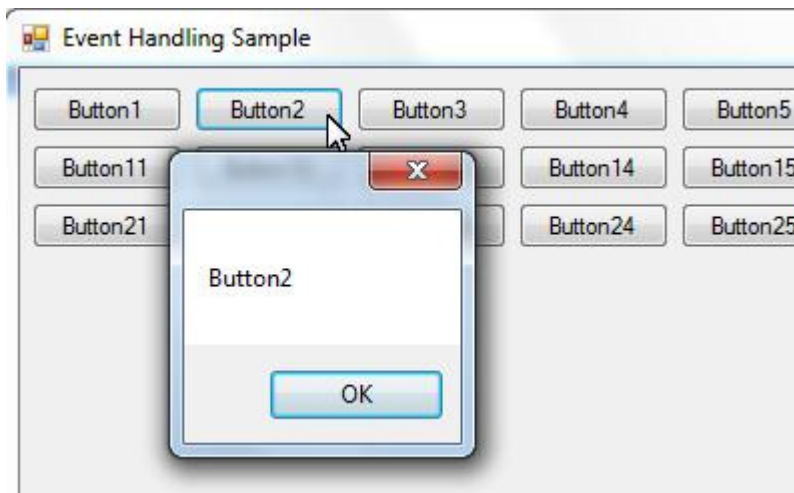 Event Handling Sample
Button1 Button2 Button3 Button4 Button5
Button11 Button14 Button15
Button21 Button24 Button25
Button2
OK